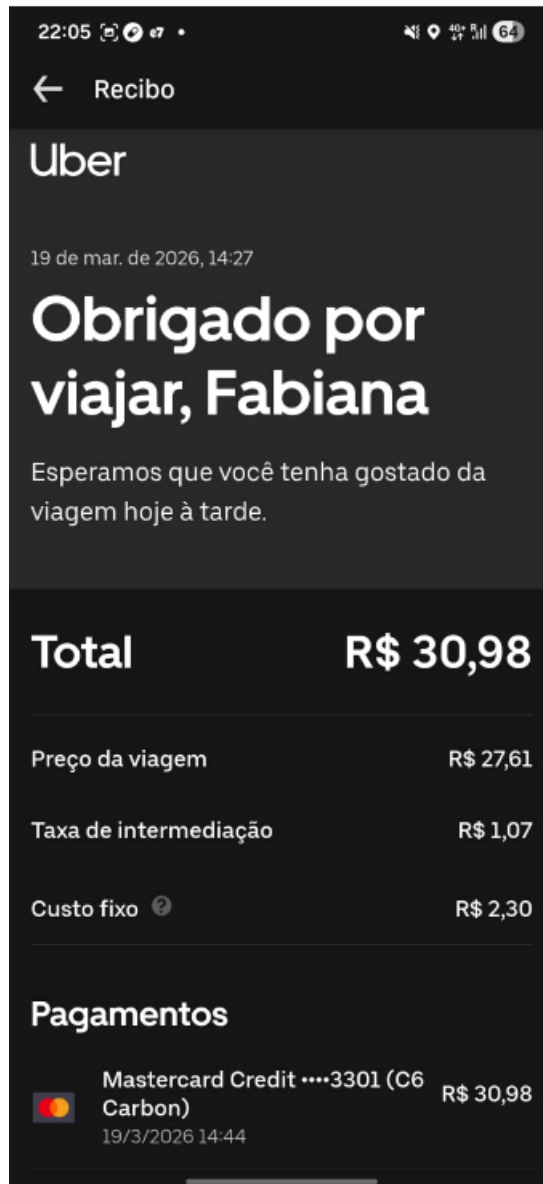 22:05
64
Recibo
Uber
19 de mar. de 2026, 14:27
Obrigado por
viajar, Fabiana
Esperamos que você tenha gostado da
viagem hoje à tarde.
Total R$ 30,98
Preço da viagem R$ 27,61
Taxa de intermediação R$ 1,07
Custo fixo R$ 2,30
Pagamentos
Mastercard Credit ••••3301 (C6
Carbon) R$ 30,98
19/3/2026 14:44